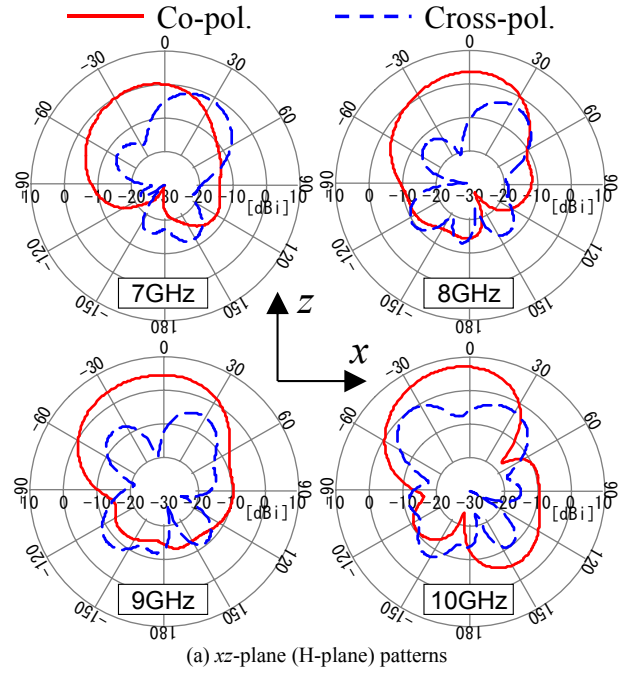 Co-pol. Cross-pol.
0 0
-30 30 -30 30
-60 60 -60 60
-90 10 0 -10 -20 -30 -20 -10 0 10 90 -90 10 0 -10 -20 -30 -20 -10 0 10 90
[dBi] [dBi]
-120 120 -120 120
-150 150 -150 150
7GHz 8GHz
180 180
z
x
0 0
-30 30 -30 30
-60 60 -60 60
-90 10 0 -10 -20 -30 -20 -10 0 10 90 -90 10 0 -10 -20 -30 -20 -10 0 10 90
[dBi] [dBi]
-120 120 -120 120
-150 150 -150 150
9GHz 10GHz
180 180
(a) xz-plane (H-plane) patterns